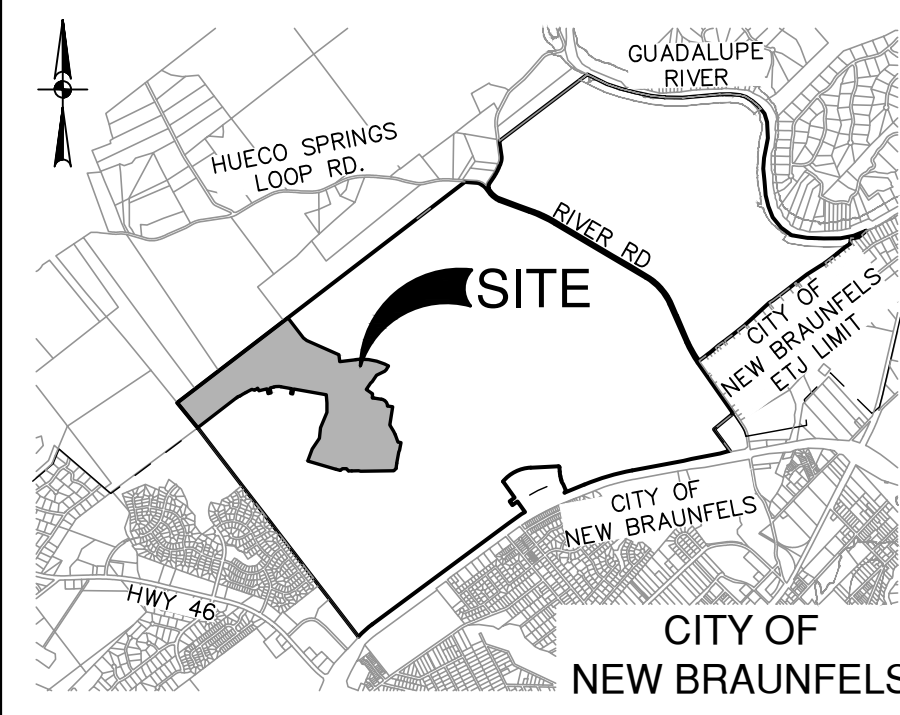 GUADALUPE
RIVER
HUECO SPRINGS
LOOP RD.
RIVER RD
SITE
CITY OF
NEW BRAUNFELS
ETJ LIMIT
CITY OF
NEW BRAUNFELS
HWY 46
CITY OF
NEW BRAUNFELS